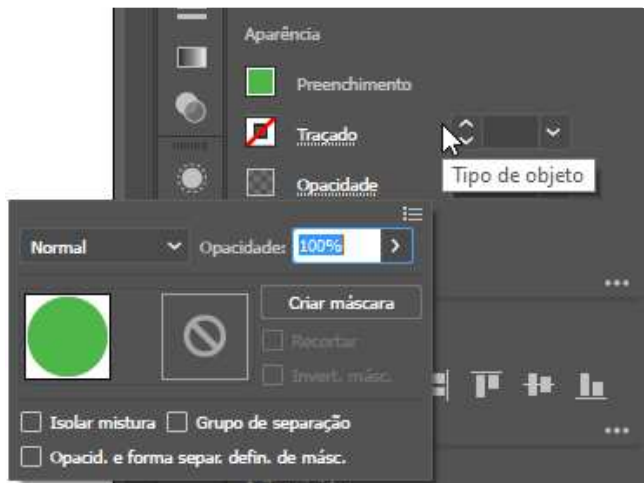 Aparência
Preenchimento
Traçado
Tipo de objeto
Opacidade
Normal
Opacidade: 100%
Criar máscara
Recortar
Invert. másc.
Isolar mistura
Grupo de separação
Opacid. e forma separ. defin. de másc.